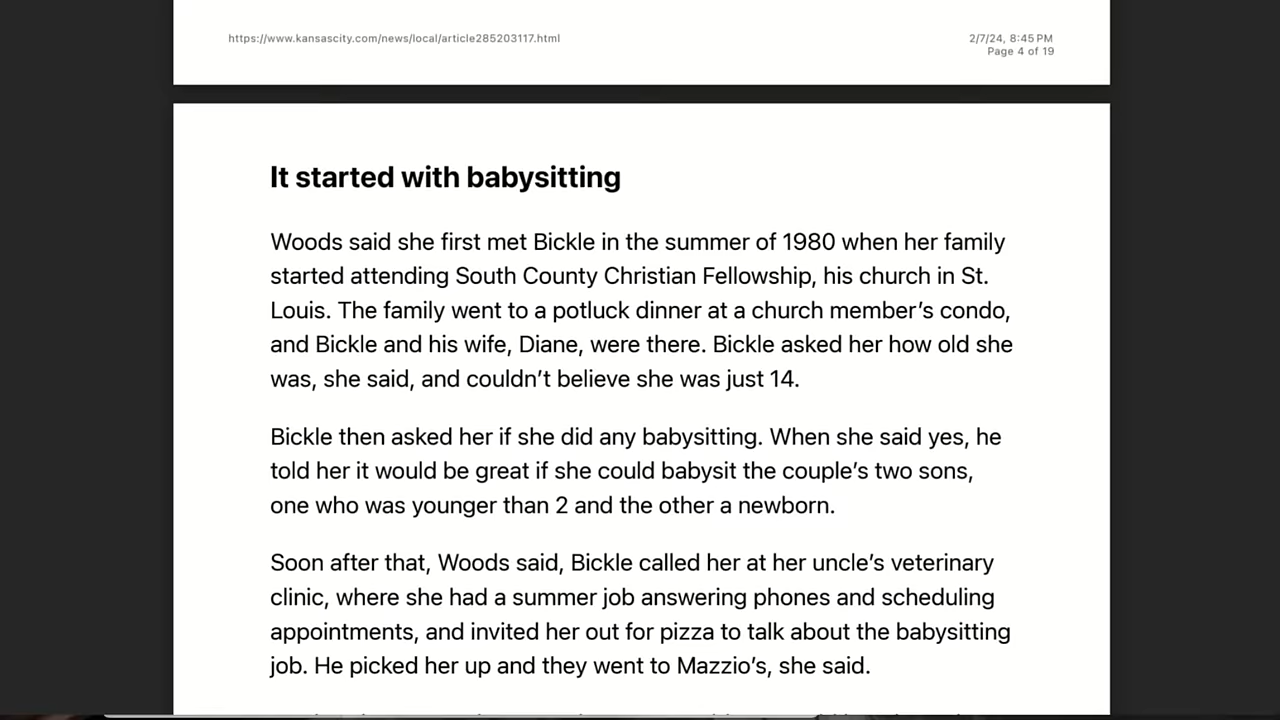 https://www.kansascity.com/news/local/article285203117.html
2/7/24, 8:45 PM
Page 4 of 19
It started with babysitting
Woods said she first met Bickle in the summer of 1980 when her family
started attending South County Christian Fellowship, his church in St.
Louis. The family went to a potluck dinner at a church member’s condo,
and Bickle and his wife, Diane, were there. Bickle asked her how old she
was, she said, and couldn’t believe she was just 14.
Bickle then asked her if she did any babysitting. When she said yes, he
told her it would be great if she could babysit the couple’s two sons,
one who was younger than 2 and the other a newborn.
Soon after that, Woods said, Bickle called her at her uncle’s veterinary
clinic, where she had a summer job answering phones and scheduling
appointments, and invited her out for pizza to talk about the babysitting
job. He picked her up and they went to Mazzio’s, she said.